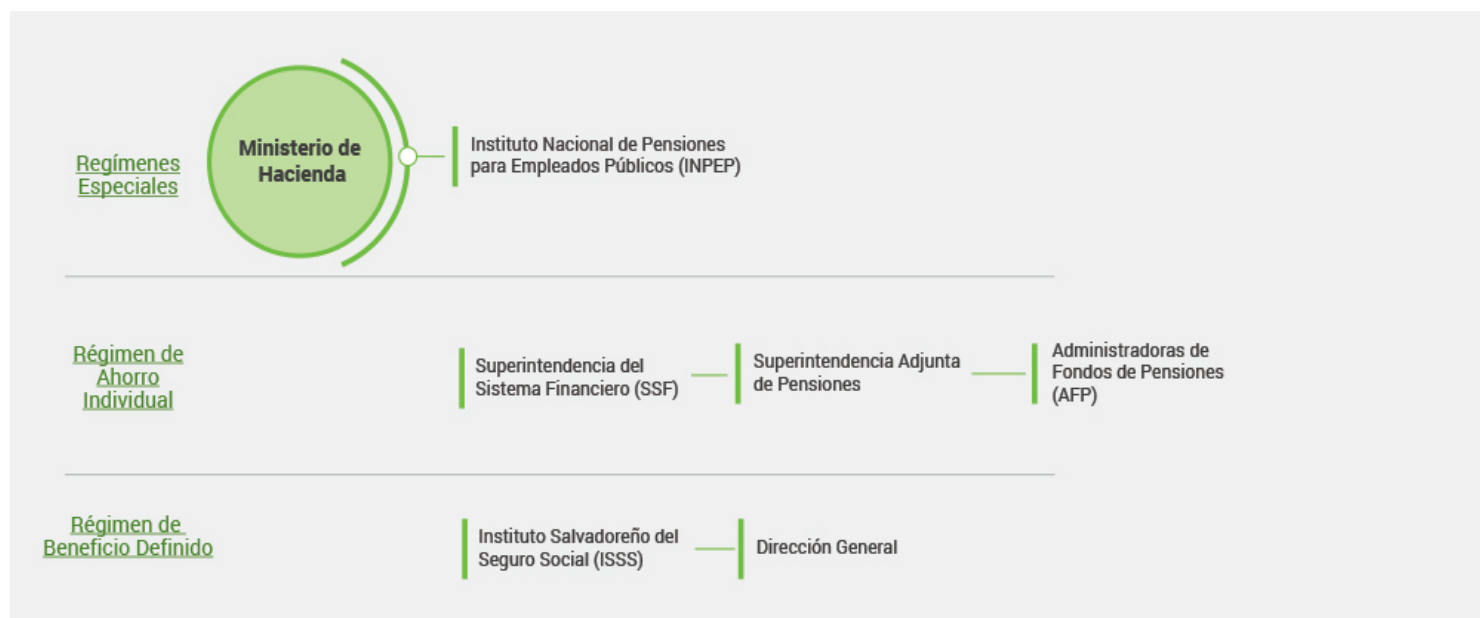 Regímenes
Especiales
Ministerio de
Hacienda
Instituto Nacional de Pensiones
para Empleados Públicos (INPEP)
Régimen de
Ahorro
Individual
Superintendencia del
Sistema Financiero (SSF)
Superintendencia Adjunta
de Pensiones
Administradoras de
Fondos de Pensiones
(AFP)
Régimen de
Beneficio Definido
Instituto Salvadoreño del
Seguro Social (ISSS)
Dirección General